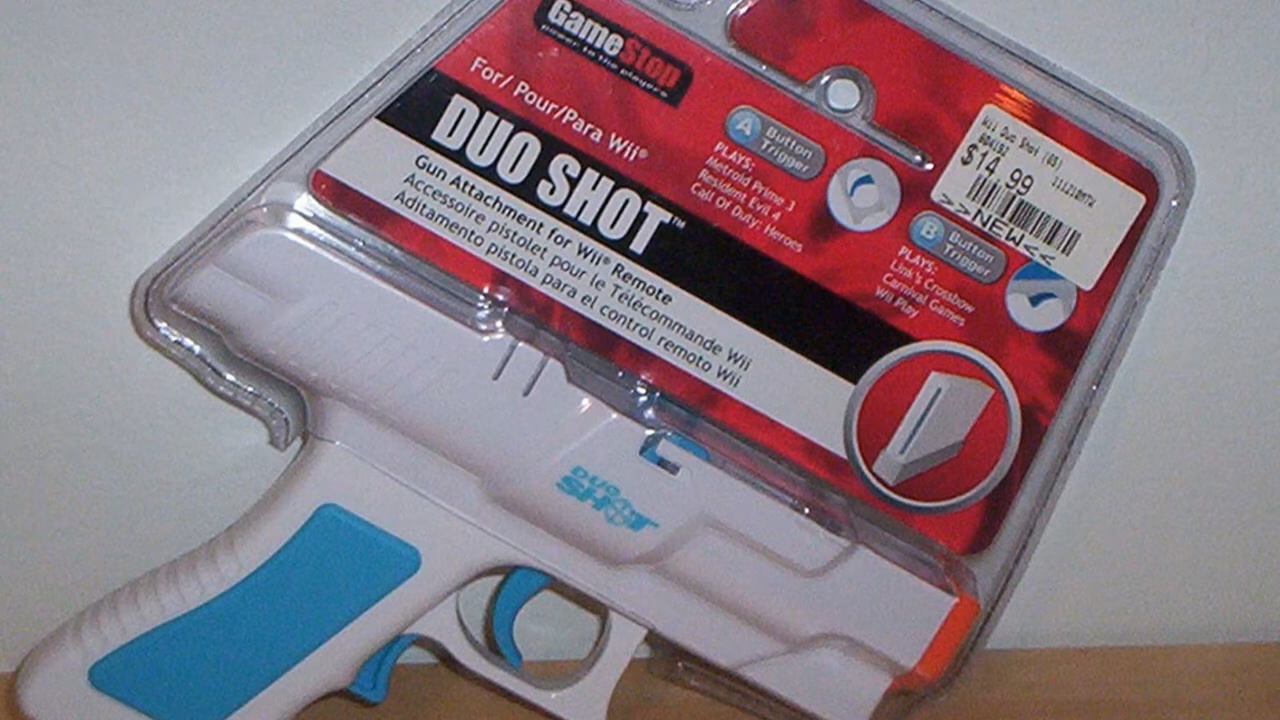 GameStop
power to the players
For/ Pour/Para Wii®
DUO SHOT™
Gun Attachment for Wii® Remote
Accessoire pistolet pour le Télécommande Wii
Aditamento pistola para el control remoto Wii
A Button
Trigger
PLAYS:
Metroid Prime 3
Resident Evil 4
Call Of Duty: Heroes
B Button
Trigger
PLAYS:
Link's Crossbow
Carnival Games
Wii Play
Wii Duo Shot (GS)
$14.99
>>NEW<<
DUO
SHOT